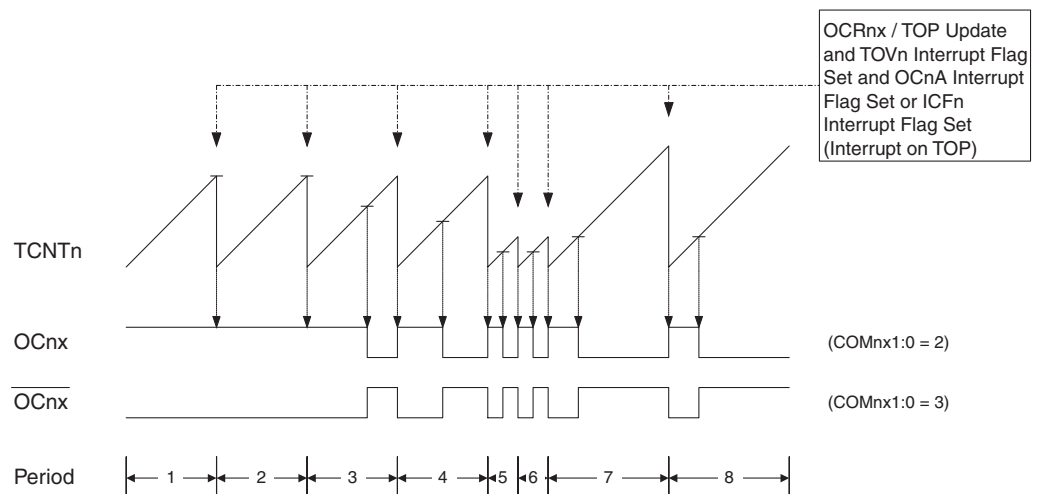 OCRnx / TOP Update
and TOVn Interrupt Flag
Set and OCnA Interrupt
Flag Set or ICFn
Interrupt Flag Set
(Interrupt on TOP)
TCNTn
OCnx
(COMnx1:0 = 2)
OCnx
(COMnx1:0 = 3)
Period
1 2 3 4 5 6 7 8